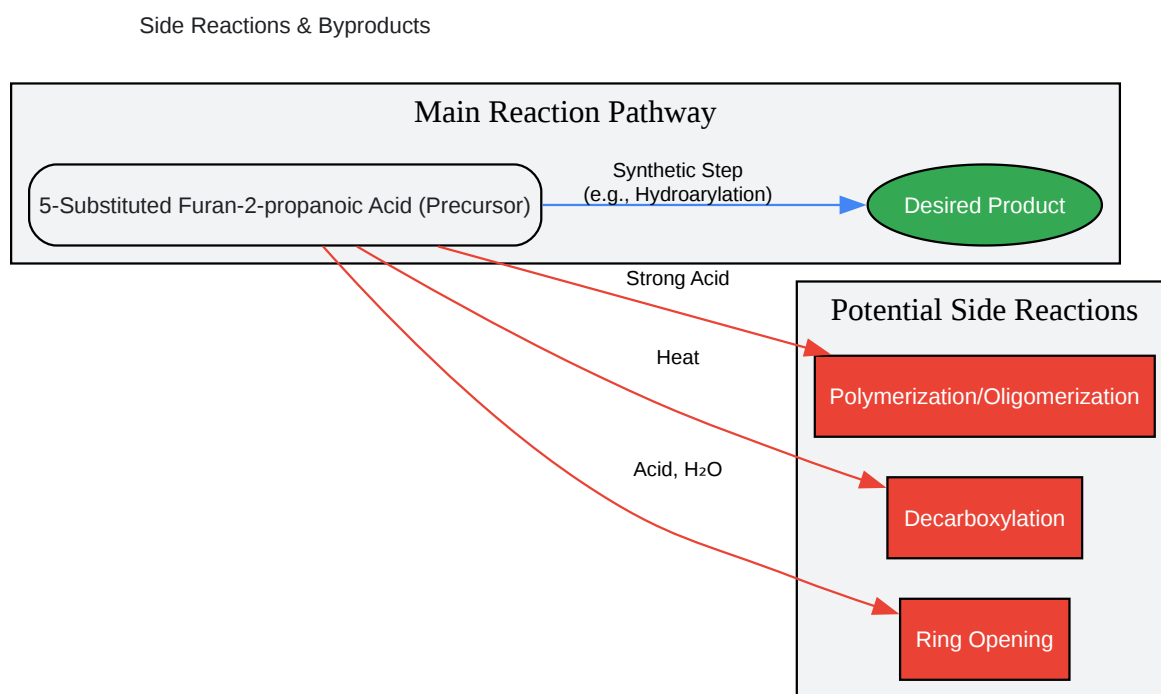 Side Reactions & Byproducts
Main Reaction Pathway
Synthetic Step
(e.g., Hydroarylation)
5-Substituted Furan-2-propanoic Acid (Precursor)
Desired Product
Strong Acid
Potential Side Reactions
Heat
Polymerization/Oligomerization
Acid, H₂O
Decarboxylation
Ring Opening